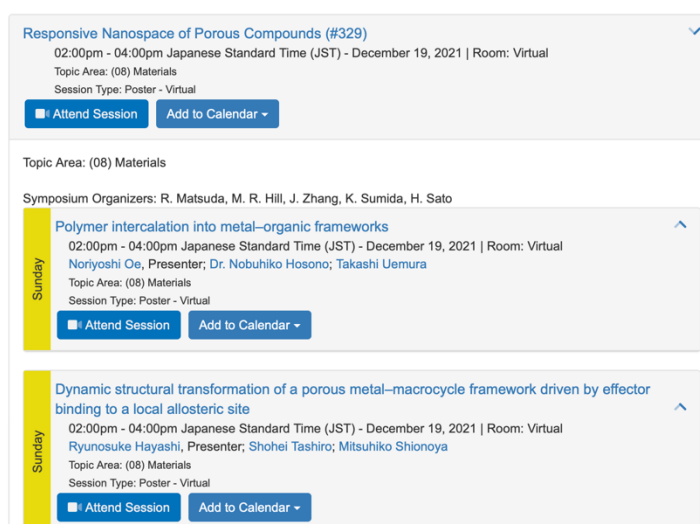 Responsive Nanospace of Porous Compounds (#329)
02:00pm - 04:00pm Japanese Standard Time (JST) - December 19, 2021 | Room: Virtual
Topic Area: (08) Materials
Session Type: Poster - Virtual
Attend Session
Add to Calendar
Topic Area: (08) Materials
Symposium Organizers: R. Matsuda, M. R. Hill, J. Zhang, K. Sumida, H. Sato
Sunday
Polymer intercalation into metal–organic frameworks
02:00pm - 04:00pm Japanese Standard Time (JST) - December 19, 2021 | Room: Virtual
Noriyoshi Oe, Presenter; Dr. Nobuhiko Hosono; Takashi Uemura
Topic Area: (08) Materials
Session Type: Poster - Virtual
Attend Session
Add to Calendar
Sunday
Dynamic structural transformation of a porous metal–macrocycle framework driven by effector
binding to a local allosteric site
02:00pm - 04:00pm Japanese Standard Time (JST) - December 19, 2021 | Room: Virtual
Ryunosuke Hayashi, Presenter; Shohei Tashiro; Mitsuhiko Shionoya
Topic Area: (08) Materials
Session Type: Poster - Virtual
Attend Session
Add to Calendar